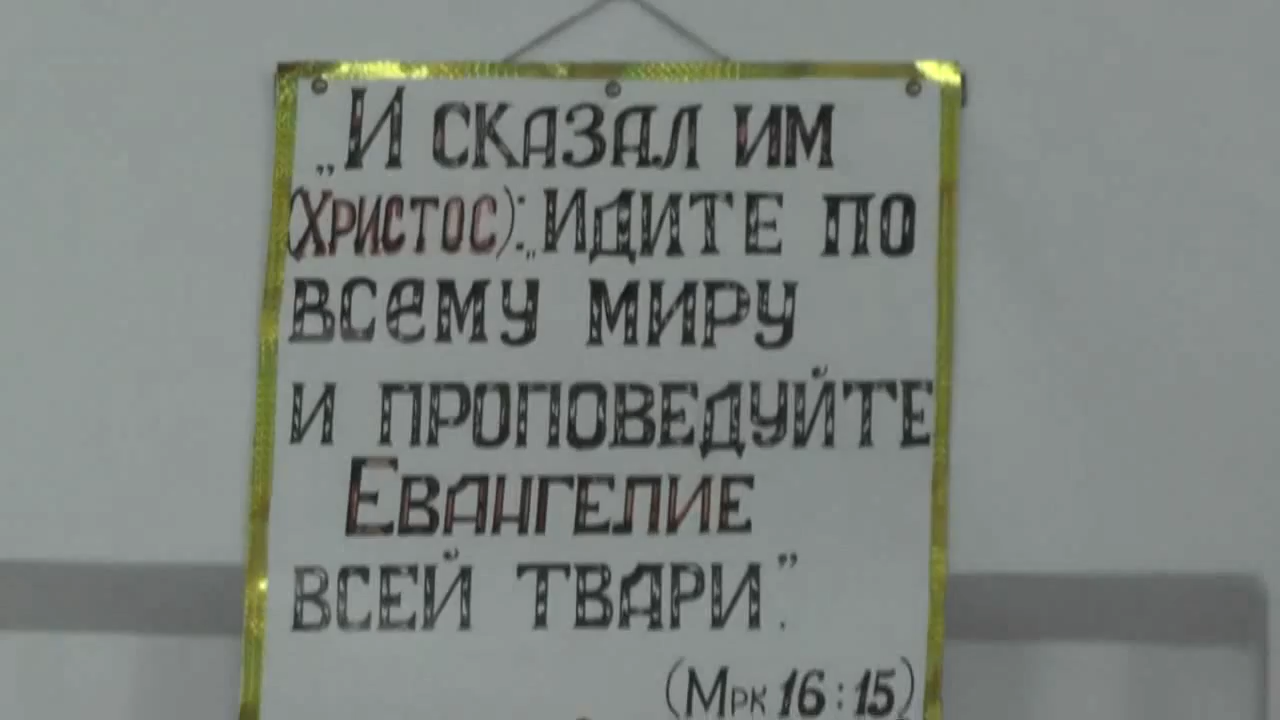 „И сказал им
(Христос): „Идите по
всему миру
и проповедуйте
Евангелие
всей твари.”
(Мрк 16:15)